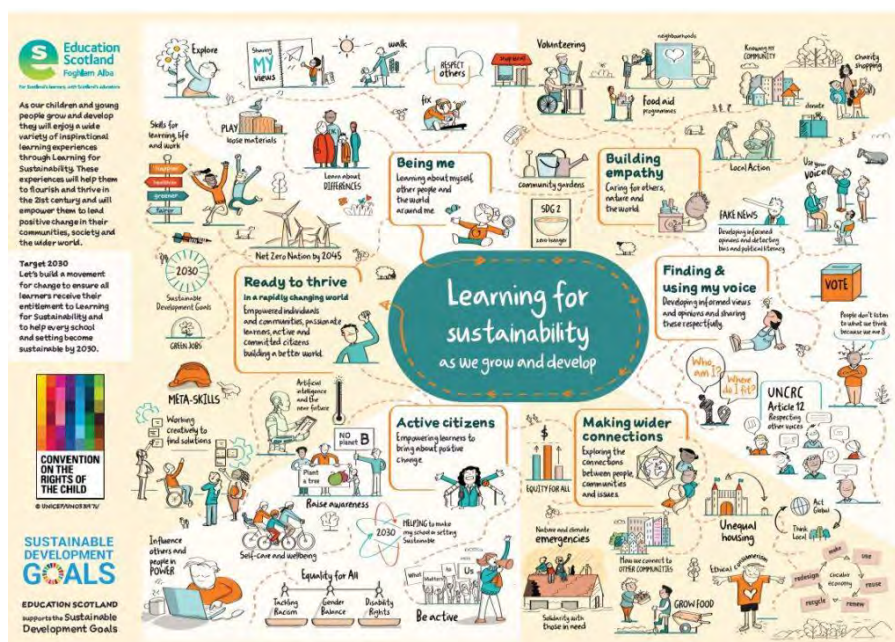 Education
Scotland
Foghlam Alba
For Scotland's learners, with Scotland's educators
As our children and young
people grow and develop
they will enjoy a wide
variety of inspirational
learning experiences
through Learning for
Sustainability. These
experiences will help them
to flourish and thrive in
the 21st century and will
empower them to lead
positive change in their
communities, society and
the wider world.
Target 2030
Let's build a movement
for change to ensure all
learners receive their
entitlement to Learning
for Sustainability and
to help every school
and setting become
sustainable by 2030.
CONVENTION
ON THE
RIGHTS OF
THE CHILD
SUSTAINABLE
DEVELOPMENT
GOALS
EDUCATION SCOTLAND
supports the Sustainable
Development Goals
Learning for
sustainability
as we grow and develop
Being me
Learning about myself,
other people and
the world
around me.
Explore
Sharing
MY
views
walk
RESPECT
others
fix
PLAY
loose materials
Learn about
DIFFERENCES
Skills for
learning, life
and work
healthier
greener
fairer
Building
empathy
Caring for others,
nature and
the world.
Volunteering
neighbourhoods
Food aid
programmes
Knowing my
COMMUNITY
charity
shopping
donate
Local Action
community gardens
SDG 2
zero hunger
Finding &
using my voice
Developing informed views
and opinions and sharing
these respectfully.
Use your
VOICE
FAKE NEWS
Developing informed
opinions and detecting
bias and political literacy
VOTE
People don't listen
to what we think
because we are 8
Who
am I?
Where
do I fit?
UNCRC
Article 12
Respecting
other voices
Making wider
connections
Exploring the
connections
between people,
communities
and issues.
EQUITY FOR ALL
Nature and climate
emergencies
Solidarity with
those in need
How we connect to
OTHER COMMUNITIES
GROW FOOD
Unequal
housing
Act
Global
Think
Local
Ethical consumerism
make
use
reuse
renew
recycle
redesign
circular
economy
Active citizens
Empowering learners to
bring about positive
change.
Artificial
intelligence
and the
near future
NO
planet B
Plant
a tree
Raise awareness
Self-care and wellbeing
2030
HELPING to make
my school or setting
Sustainable
Equality for All
Tackling
Racism
Gender
Balance
Disability
Rights
What
Matters
to
Us
Be active
Influence
others and
people in
POWER
Ready to thrive
in a rapidly changing world
Empowered individuals
and communities, passionate
learners, active and
committed citizens
building a better world.
Net Zero Nation by 2045
2030
Sustainable
Development Goals
GREEN JOBS
META-SKILLS
Working
creatively to
find solutions